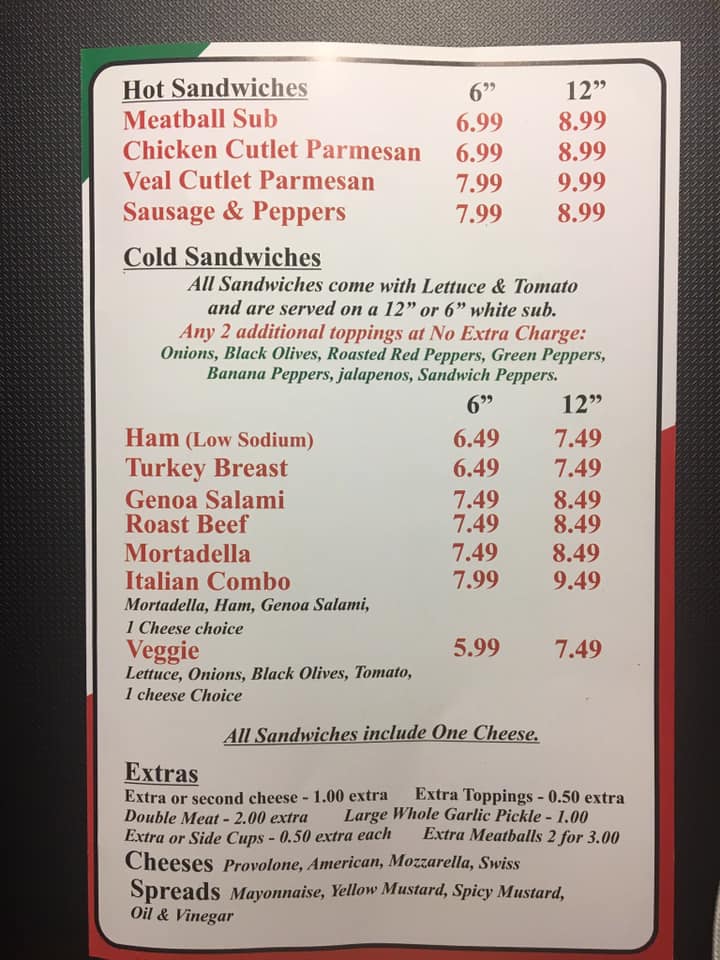 Hot Sandwiches 6” 12”
Meatball Sub 6.99 8.99
Chicken Cutlet Parmesan 6.99 8.99
Veal Cutlet Parmesan 7.99 9.99
Sausage & Peppers 7.99 8.99
Cold Sandwiches
All Sandwiches come with Lettuce & Tomato
and are served on a 12” or 6” white sub.
Any 2 additional toppings at No Extra Charge:
Onions, Black Olives, Roasted Red Peppers, Green Peppers,
Banana Peppers, jalapenos, Sandwich Peppers.
6” 12”
Ham (Low Sodium) 6.49 7.49
Turkey Breast 6.49 7.49
Genoa Salami 7.49 8.49
Roast Beef 7.49 8.49
Mortadella 7.49 8.49
Italian Combo 7.99 9.49
Mortadella, Ham, Genoa Salami,
1 Cheese choice
Veggie 5.99 7.49
Lettuce, Onions, Black Olives, Tomato,
1 cheese Choice
All Sandwiches include One Cheese.
Extras
Extra or second cheese - 1.00 extra Extra Toppings - 0.50 extra
Double Meat - 2.00 extra Large Whole Garlic Pickle - 1.00
Extra or Side Cups - 0.50 extra each Extra Meatballs 2 for 3.00
Cheeses Provolone, American, Mozzarella, Swiss
Spreads Mayonnaise, Yellow Mustard, Spicy Mustard,
Oil & Vinegar